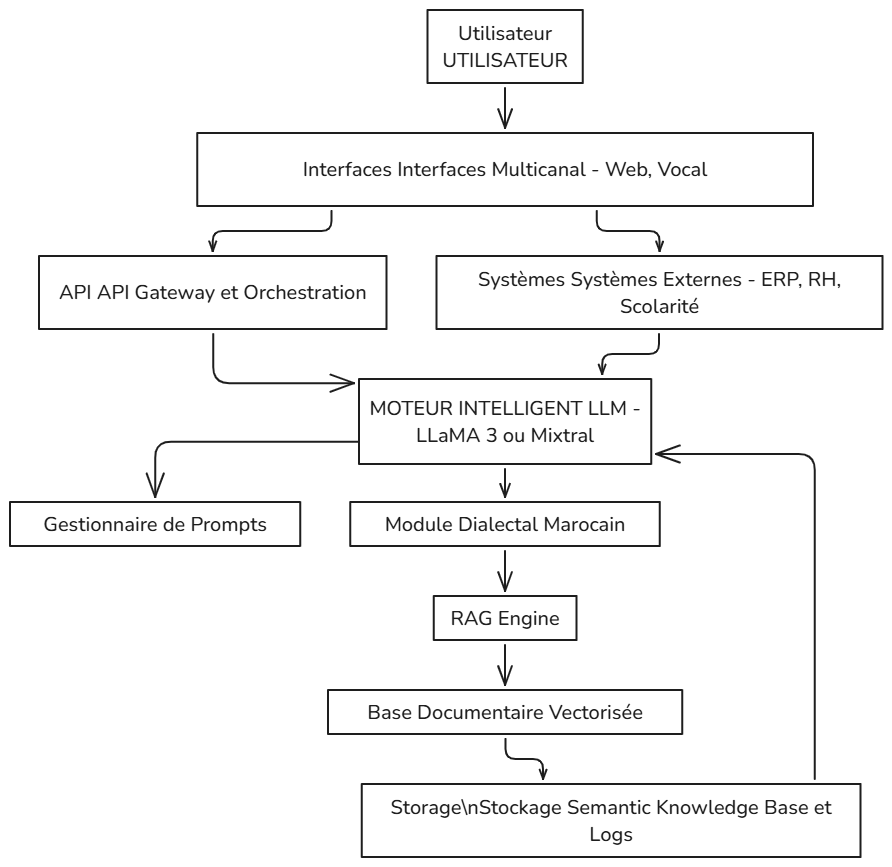 Utilisateur
UTILISATEUR
Interfaces Interfaces Multicanal - Web, Vocal
API API Gateway et Orchestration
Systèmes Systèmes Externes - ERP, RH,
Scolarité
MOTEUR INTELLIGENT LLM -
LLaMA 3 ou Mixtral
Gestionnaire de Prompts
Module Dialectal Marocain
RAG Engine
Base Documentaire Vectorisée
Storage\nStockage Semantic Knowledge Base et
Logs